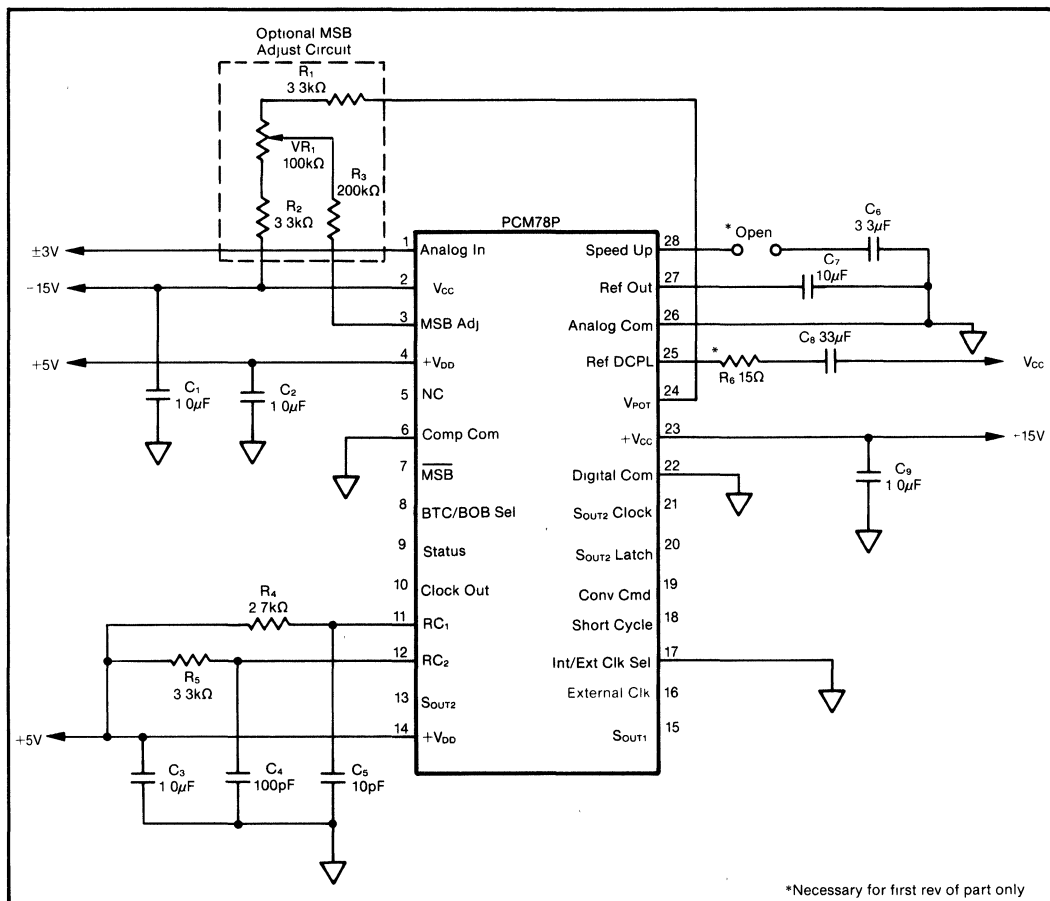 Optional MSB
Adjust Circuit
R1
3 3kΩ
VR1
100kΩ
R3
200kΩ
R2
3 3kΩ
±3V
-15V
+5V
C1
1 0μF
C2
1 0μF
PCM78P
1 Analog In
2 Vcc
3 MSB Adj
4 +VDD
5 NC
6 Comp Com
7 M̅S̅B̅
8 BTC/BOB Sel
9 Status
10 Clock Out
11 RC1
12 RC2
13 SOUT2
14 +VDD
Speed Up 28
Ref Out 27
Analog Com 26
Ref DCPL 25
VPOT 24
+Vcc 23
Digital Com 22
SOUT2 Clock 21
SOUT2 Latch 20
Conv Cmd 19
Short Cycle 18
Int/Ext Clk Sel 17
External Clk 16
SOUT1 15
* Open
C6
3 3μF
C7
10μF
C8 33μF
*
R6 15Ω
Vcc
-15V
C9
1 0μF
R4
2 7kΩ
R5
3 3kΩ
+5V
C3
1 0μF
C4
100pF
C5
10pF
*Necessary for first rev of part only